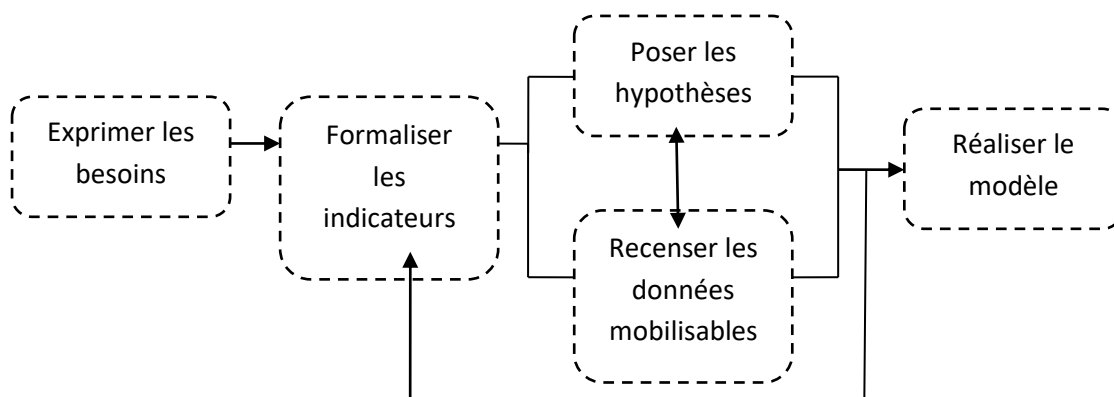 Exprimer les
besoins
Formaliser
les
indicateurs
Poser les
hypothèses
Recenser les
données
mobilisables
Réaliser le
modèle